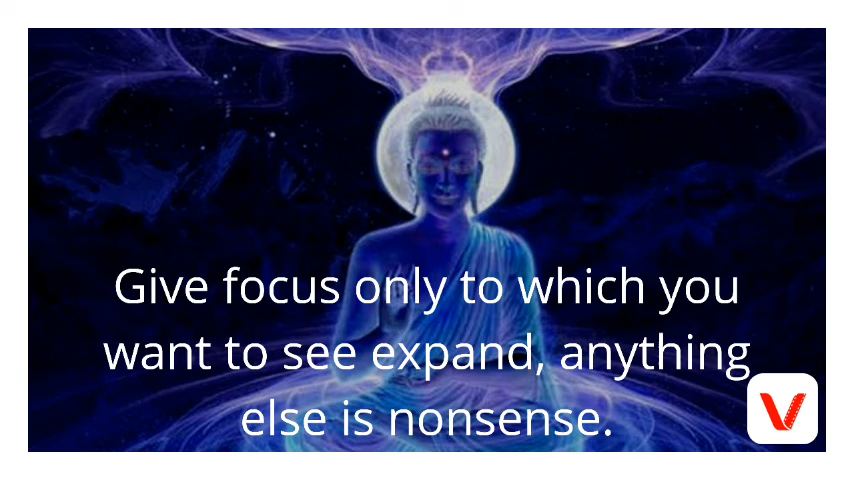 Give focus only to which you
want to see expand, anything
else is nonsense.